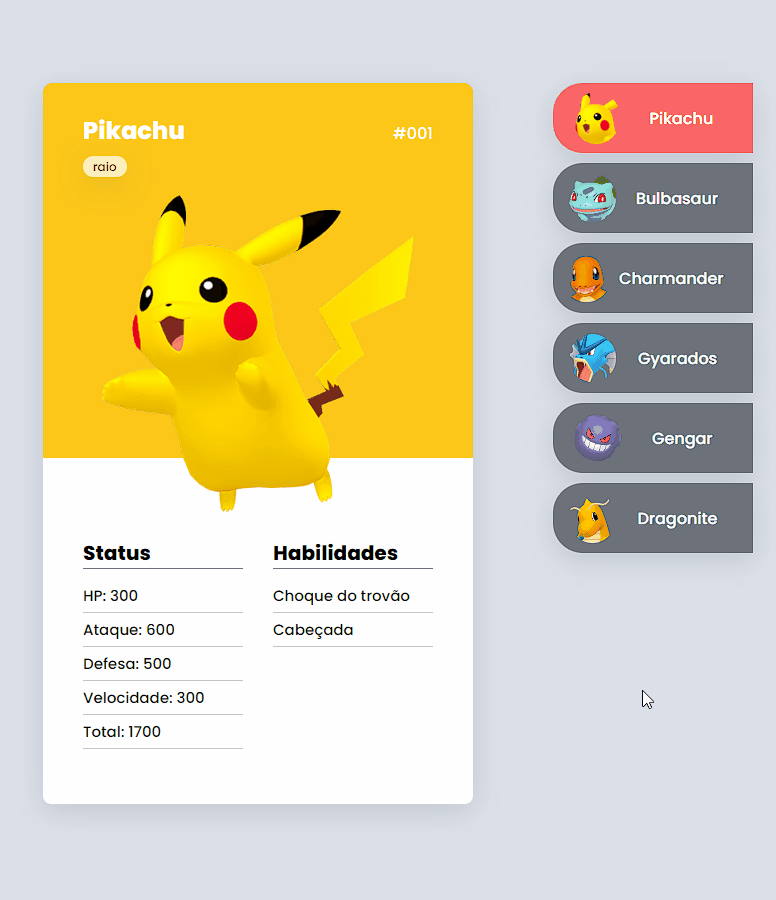 Pikachu
#001
raio
Status
HP: 300
Ataque: 600
Defesa: 500
Velocidade: 300
Total: 1700
Habilidades
Choque do trovão
Cabeçada
Pikachu
Bulbasaur
Charmander
Gyarados
Gengar
Dragonite